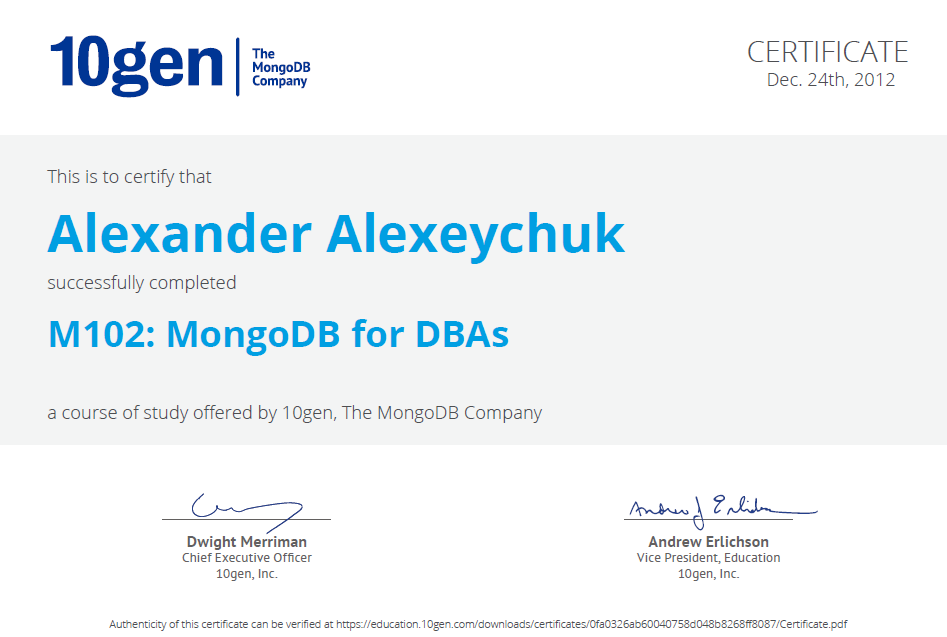 10gen
The
MongoDB
Company
CERTIFICATE
Dec. 24th, 2012
This is to certify that
Alexander Alexeychuk
successfully completed
M102: MongoDB for DBAs
a course of study offered by 10gen, The MongoDB Company
Andrew J Erlichson
Dwight Merriman
Chief Executive Officer
10gen, Inc.
Andrew Erlichson
Vice President, Education
10gen, Inc.
Authenticity of this certificate can be verified at https://education.10gen.com/downloads/certificates/0fa0326ab60040758d048b8268ff8087/Certificate.pdf